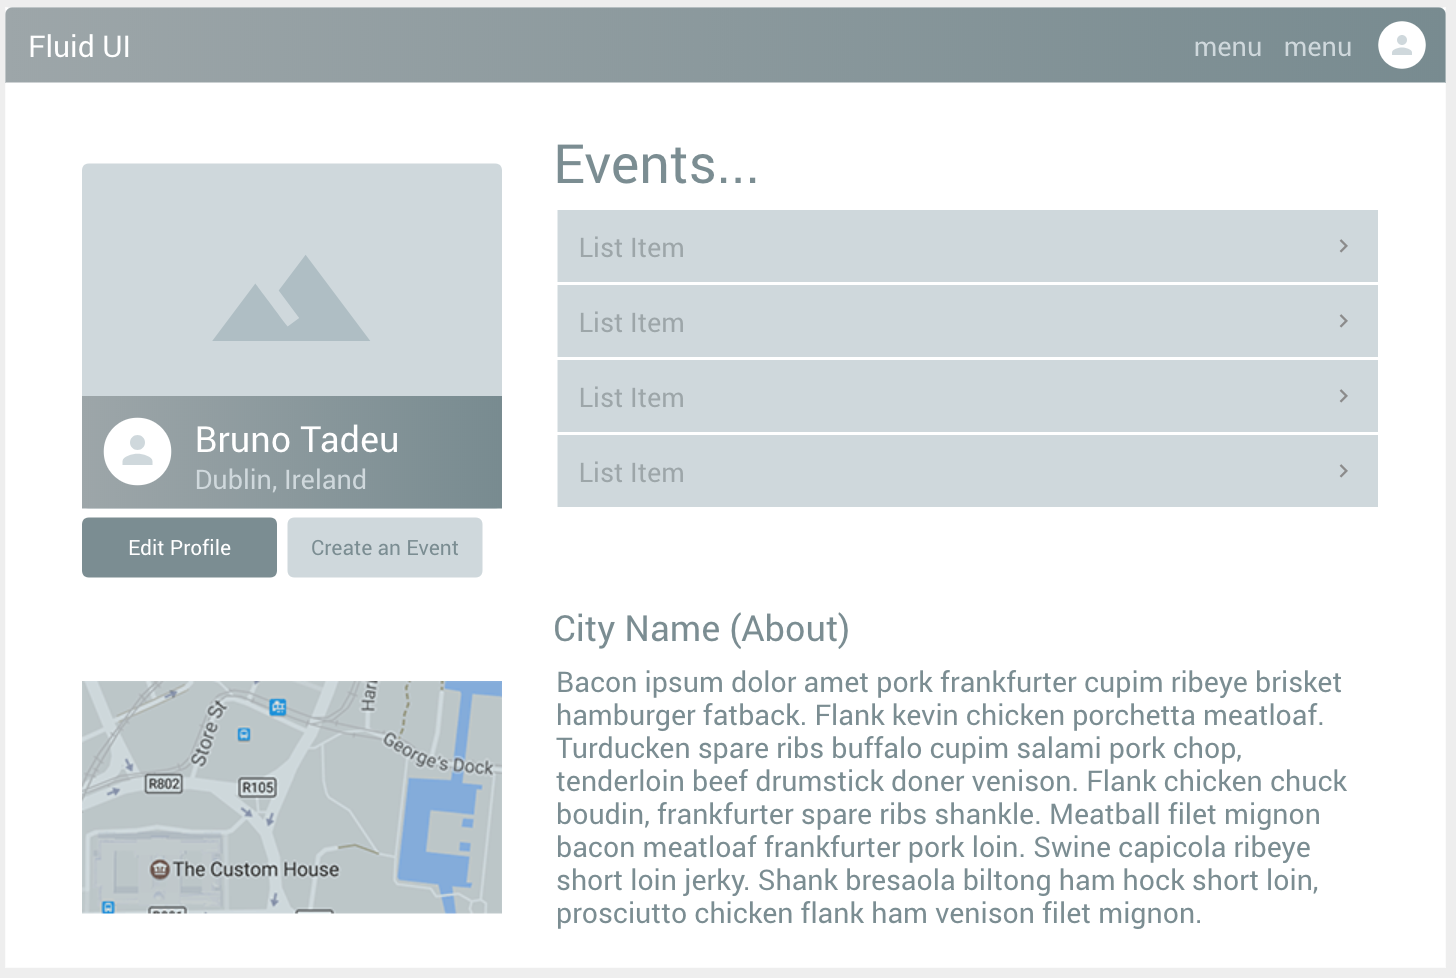 Fluid UI
menu menu
Bruno Tadeu
Dublin, Ireland
Edit Profile
Create an Event
Events...
List Item
List Item
List Item
List Item
Store St
Harl
George's Dock
R802
R105
The Custom House
City Name (About)
Bacon ipsum dolor amet pork frankfurter cupim ribeye brisket
hamburger fatback. Flank kevin chicken porchetta meatloaf.
Turducken spare ribs buffalo cupim salami pork chop,
tenderloin beef drumstick doner venison. Flank chicken chuck
boudin, frankfurter spare ribs shankle. Meatball filet mignon
bacon meatloaf frankfurter pork loin. Swine capicola ribeye
short loin jerky. Shank bresaola biltong ham hock short loin,
prosciutto chicken flank ham venison filet mignon.